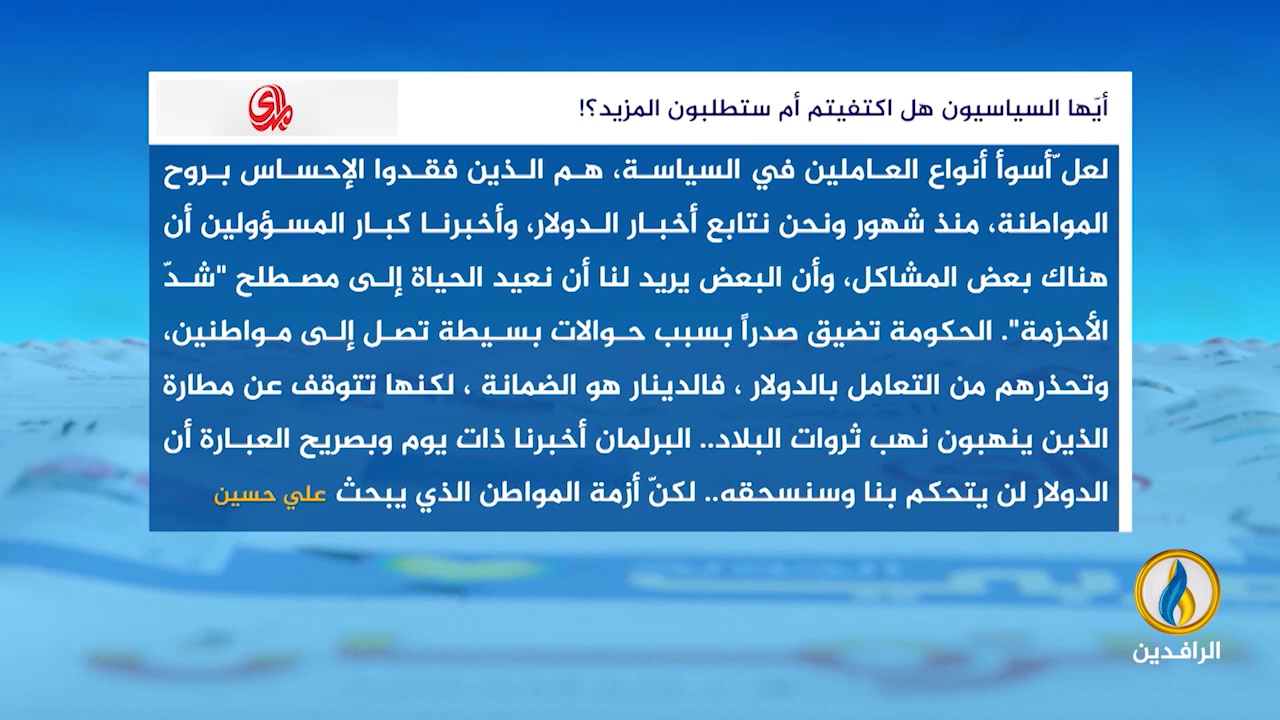 أيّها السياسيون هل اكتفيتم أم ستطلبون المزيد؟!
المدى
لعل ّأسوأ أنواع العاملين في السياسة، هم الذين فقدوا الإحساس بروح
المواطنة، منذ شهور ونحن نتابع أخبار الدولار، وأخبرنا كبار المسؤولين أن
هناك بعض المشاكل، وأن البعض يريد لنا أن نعيد الحياة إلى مصطلح "شدّ
الأحزمة". الحكومة تضيق صدراً بسبب حوالات بسيطة تصل إلى مواطنين،
وتحذرهم من التعامل بالدولار ، فالدينار هو الضمانة ، لكنها تتوقف عن مطارة
الذين ينهبون نهب ثروات البلاد.. البرلمان أخبرنا ذات يوم وبصريح العبارة أن
الدولار لن يتحكم بنا وسنسحقه.. لكنّ أزمة المواطن الذي يبحث علي حسين
الرافدين